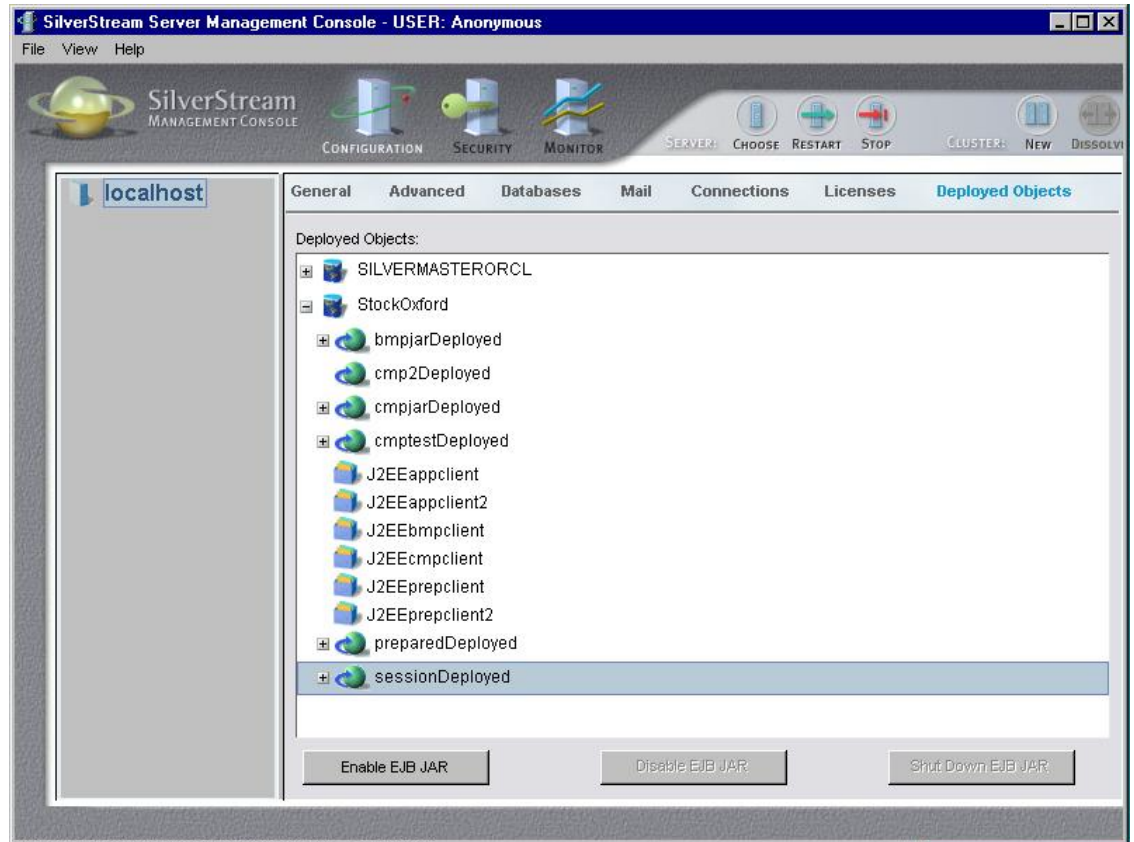 SilverStream Server Management Console - USER: Anonymous
File View Help
SilverStream
MANAGEMENT CONSOLE
CONFIGURATION SECURITY MONITOR
SERVER: CHOOSE RESTART STOP
CLUSTER: NEW DISSOLV
localhost
General Advanced Databases Mail Connections Licenses Deployed Objects
Deployed Objects:
SILVERMASTERORCL
StockOxford
bmpjarDeployed
cmp2Deployed
cmpjarDeployed
cmptestDeployed
J2EEappclient
J2EEappclient2
J2EEbmpclient
J2EEcmpclient
J2EEprepclient
J2EEprepclient2
preparedDeployed
sessionDeployed
Enable EJB JAR Disable EJB JAR Shut Down EJB JAR